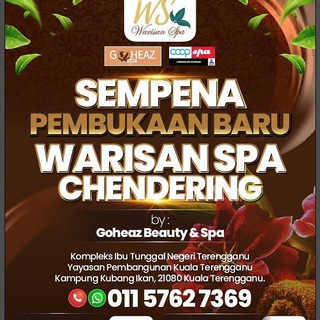 WS
Warisan Spa
GOHEAZ
coop spa
SEMPENA
PEMBUKAAN BARU
WARISAN SPA
CHENDERING
by :
Goheaz Beauty & Spa
Kompleks Ibu Tunggal Negeri Terengganu
Yayasan Pembangunan Kuala Terengganu
Kampung Kubang Ikan, 21080 Kuala Terengganu.
011 5762 7369